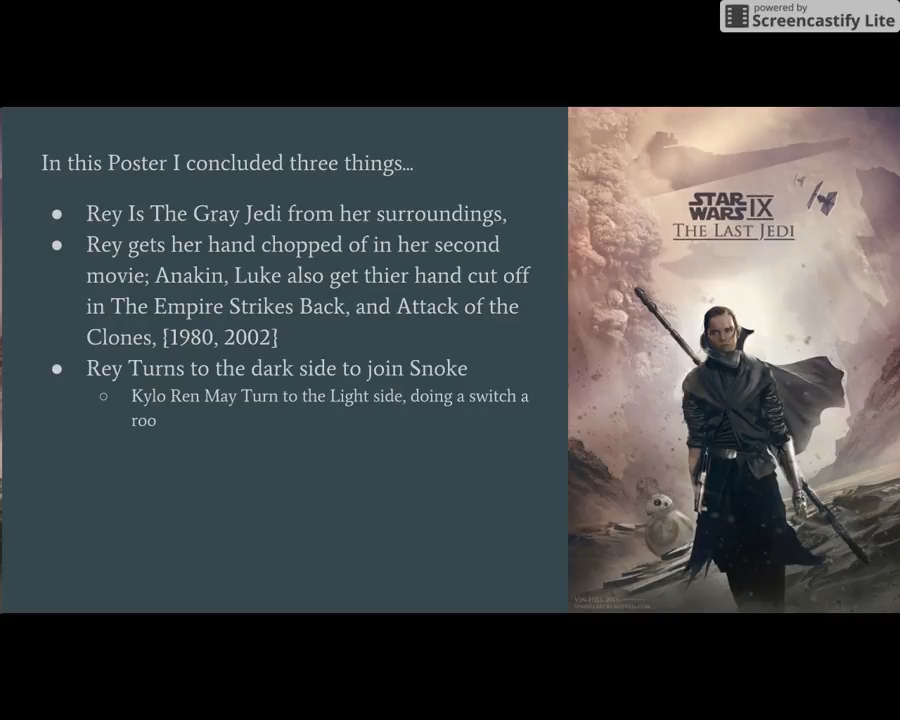 powered by
Screencastify Lite
In this Poster I concluded three things...
● Rey Is The Gray Jedi from her surroundings,
● Rey gets her hand chopped of in her second
movie; Anakin, Luke also get thier hand cut off
in The Empire Strikes Back, and Attack of the
Clones, {1980, 2002}
● Rey Turns to the dark side to join Snoke
○ Kylo Ren May Turn to the Light side, doing a switch a
roo
STAR
WARS IX
THE LAST JEDI